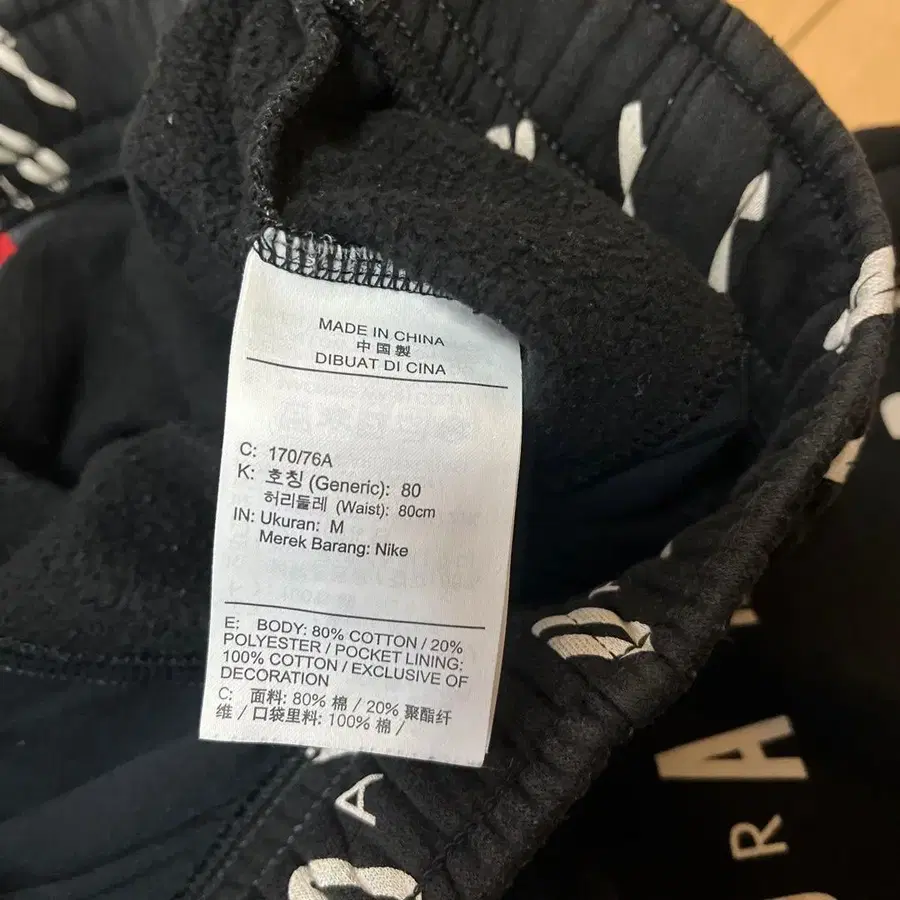 MADE IN CHINA
中国製
DIBUAT DI CINA
C: 170/76A
K: 호칭 (Generic): 80
허리둘레 (Waist): 80cm
IN: Ukuran: M
Merek Barang: Nike
E: BODY: 80% COTTON / 20%
POLYESTER / POCKET LINING:
100% COTTON / EXCLUSIVE OF
DECORATION
C: 面料: 80% 棉 / 20% 聚酯纤
维 / 口袋里料: 100% 棉 /
A
R
A